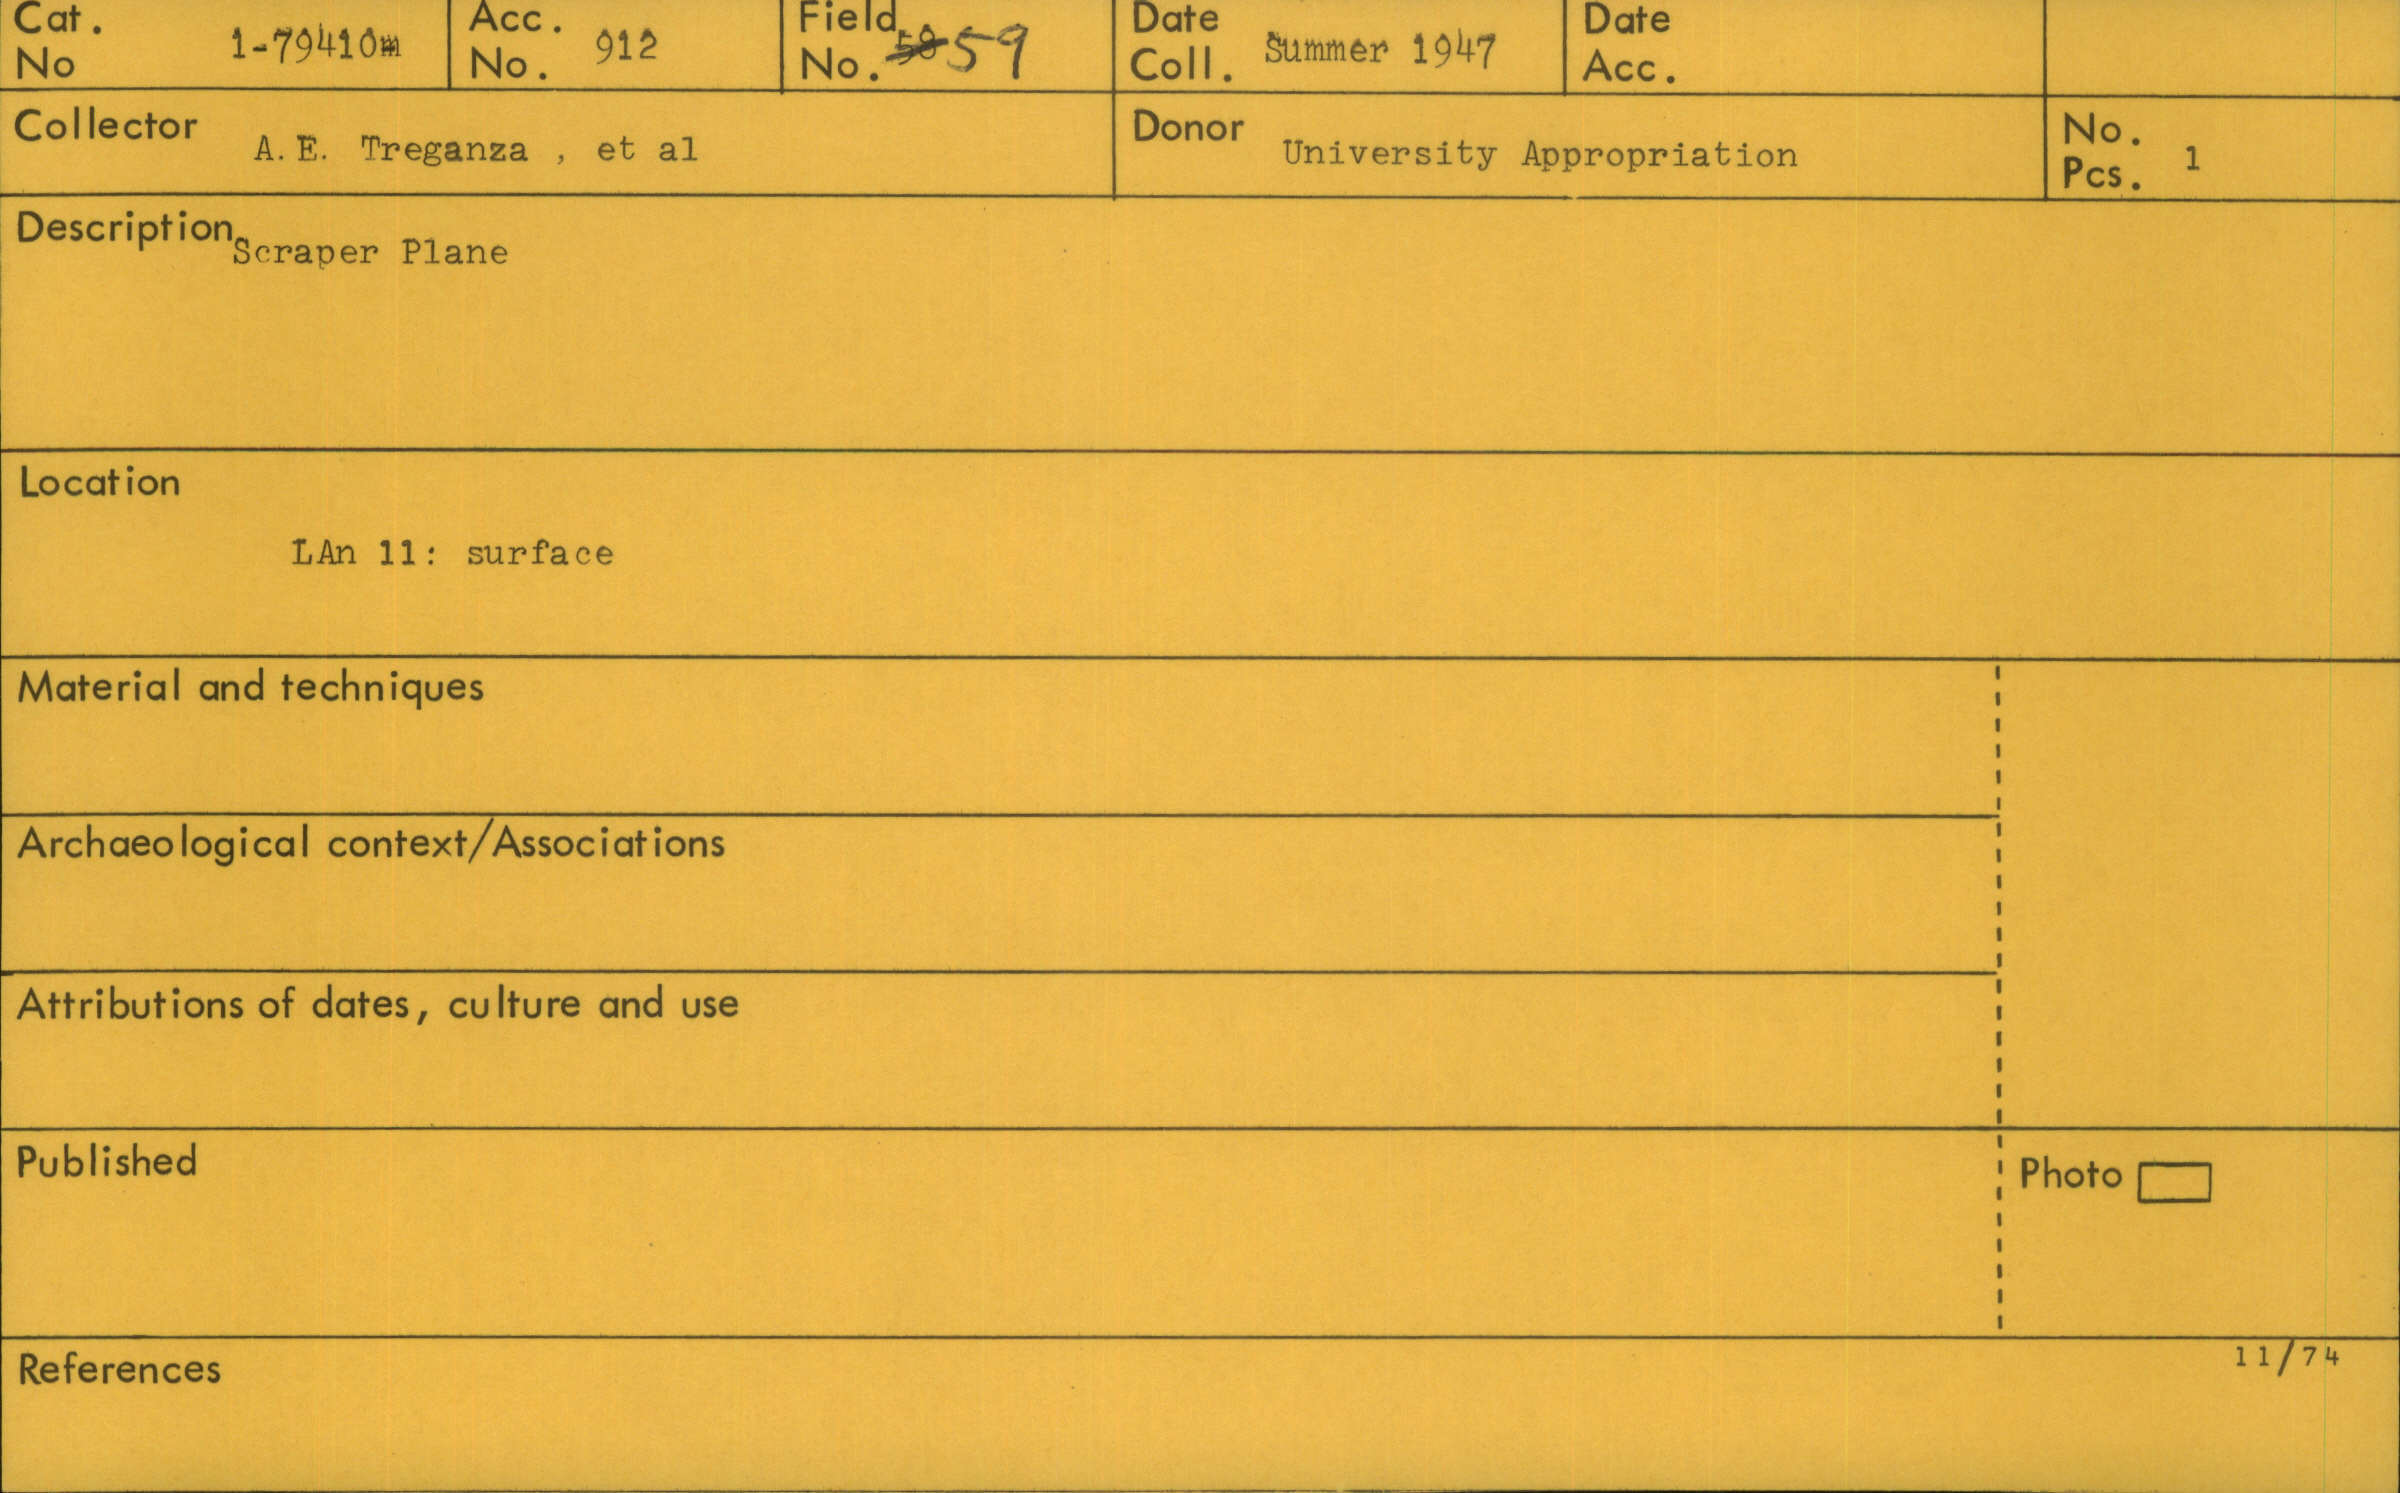 Cat. No 1-79410m Acc. No. 912 Field No. 59 Date Coll. Summer 1947 Date Acc.
Collector A.E. Treganza , et al Donor University Appropriation No. Pcs. 1
Description Scraper Plane
Location
LAn 11: surface
Material and techniques
Archaeological context/Associations
Attributions of dates, culture and use
Published
Photo
References
11/74